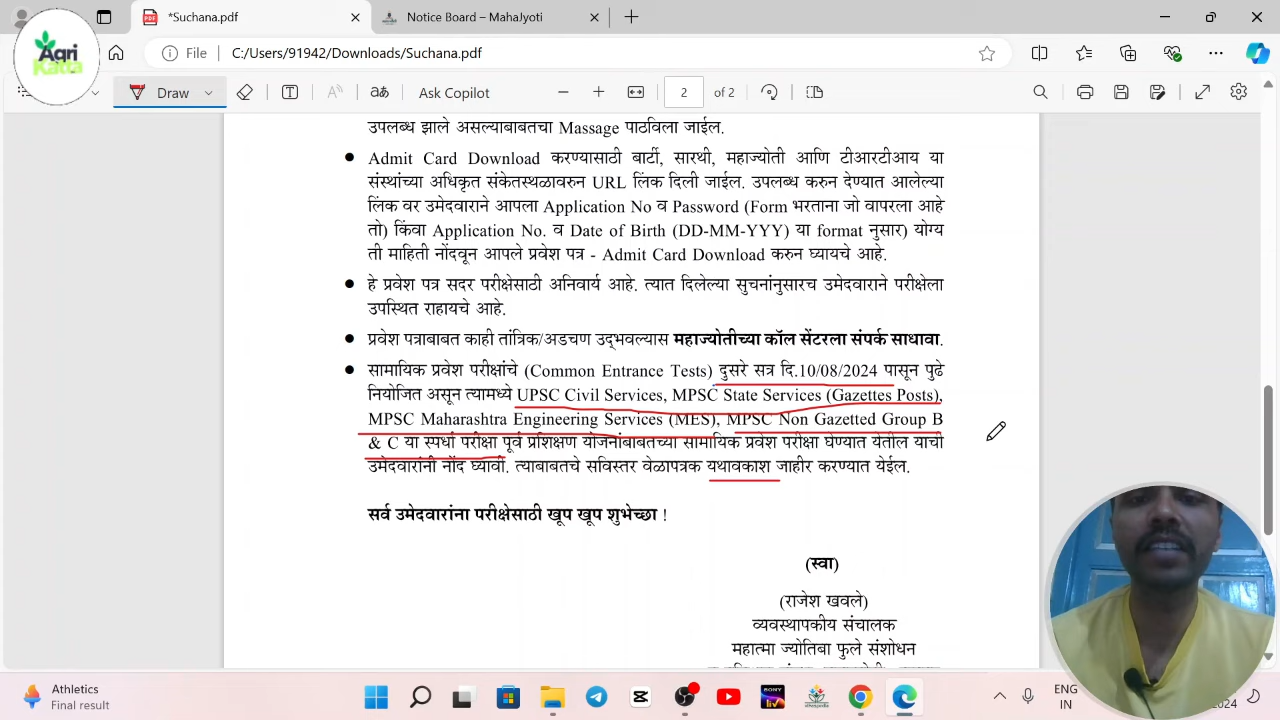 *Suchana.pdf
Notice Board – MahaJyoti
Agri
Katta
File
C:/Users/91942/Downloads/Suchana.pdf
Draw
Ask Copilot
2
of 2
उपलब्ध झाले असल्याबाबतचा Massage पाठविला जाईल.
● Admit Card Download करण्यासाठी बार्टी, सारथी, महाज्योती आणि टीआरटीआय या
संस्थांच्या अधिकृत संकेतस्थळावरुन URL लिंक दिली जाईल. उपलब्ध करुन देण्यात आलेल्या
लिंक वर उमेदवाराने आपला Application No व Password (Form भरताना जो वापरला आहे
तो) किंवा Application No. व Date of Birth (DD-MM-YYY) या format नुसार) योग्य
ती माहिती नोंदवून आपले प्रवेश पत्र - Admit Card Download करुन घ्यायचे आहे.
● हे प्रवेश पत्र सदर परीक्षेसाठी अनिवार्य आहे. त्यात दिलेल्या सुचनांनुसारच उमेदवाराने परीक्षेला
उपस्थित राहायचे आहे.
● प्रवेश पत्राबाबत काही तांत्रिक/अडचण उद्‌भवल्यास महाज्योतीच्या कॉल सेंटरला संपर्क साधावा.
● सामायिक प्रवेश परीक्षांचे (Common Entrance Tests) दुसरे सत्र दि.10/08/2024 पासून पुढे
नियोजित असून त्यामध्ये UPSC Civil Services, MPSC State Services (Gazettes Posts),
MPSC Maharashtra Engineering Services (MES), MPSC Non Gazetted Group B
& C या स्पर्धा परीक्षा पूर्व प्रशिक्षण योजनांबाबतच्या सामायिक प्रवेश परीक्षा घेण्यात येतील याची
उमेदवारांनी नोंद घ्यावी. त्याबाबतचे सविस्तर वेळापत्रक यथावकाश जाहीर करण्यात येईल.
सर्व उमेदवारांना परीक्षेसाठी खूप खूप शुभेच्छा !
(स्वा)
(राजेश खवले)
व्यवस्थापकीय संचालक
महात्मा ज्योतिबा फुले संशोधन
Athletics
Final result
ENG
IN
2024